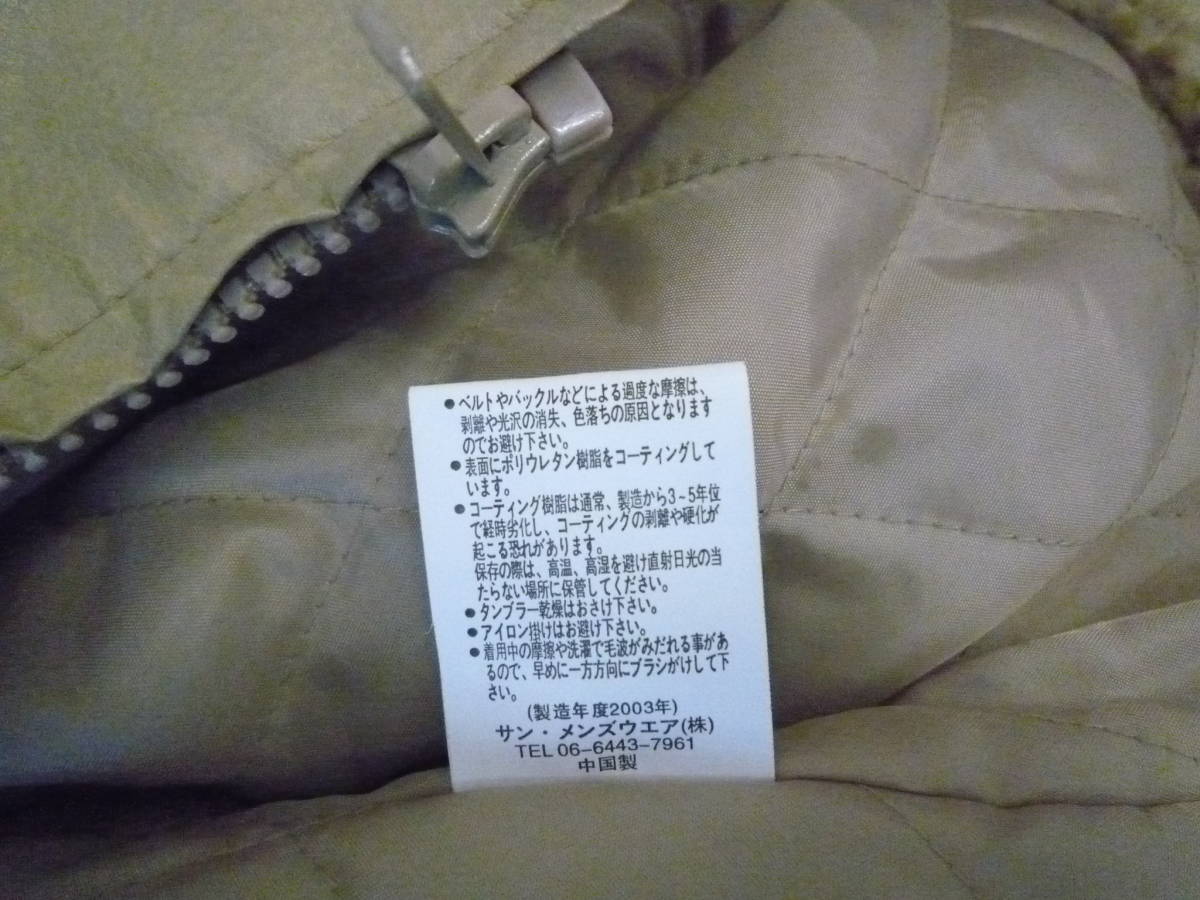 ●ベルトやバックルなどによる過度な摩擦は、
剥離や光沢の消失、色落ちの原因となります
のでお避け下さい。
●表面にポリウレタン樹脂をコーティングして
います。
●コーティング樹脂は通常、製造から3~5年位
で経時劣化し、コーティングの剥離や硬化が
起こる恐れがあります。
保存の際は、高温、高湿を避け直射日光の当
たらない場所に保管してください。
●タンブラー乾燥はおさけ下さい。
●アイロン掛けはお避け下さい。
●着用中の摩擦や洗濯で毛波がみだれる事があ
るので、早めに一方方向にブラシがけして下
さい。
(製造年度2003年)
サン・メンズウエア(株)
TEL 06-6443-7961
中国製